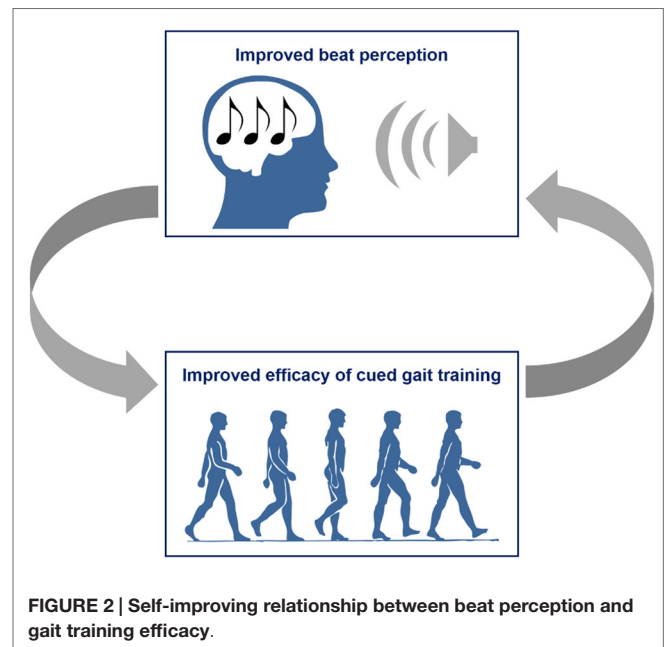 Improved beat perception
Improved efficacy of cued gait training
FIGURE 2 | Self-improving relationship between beat perception and
gait training efficacy.